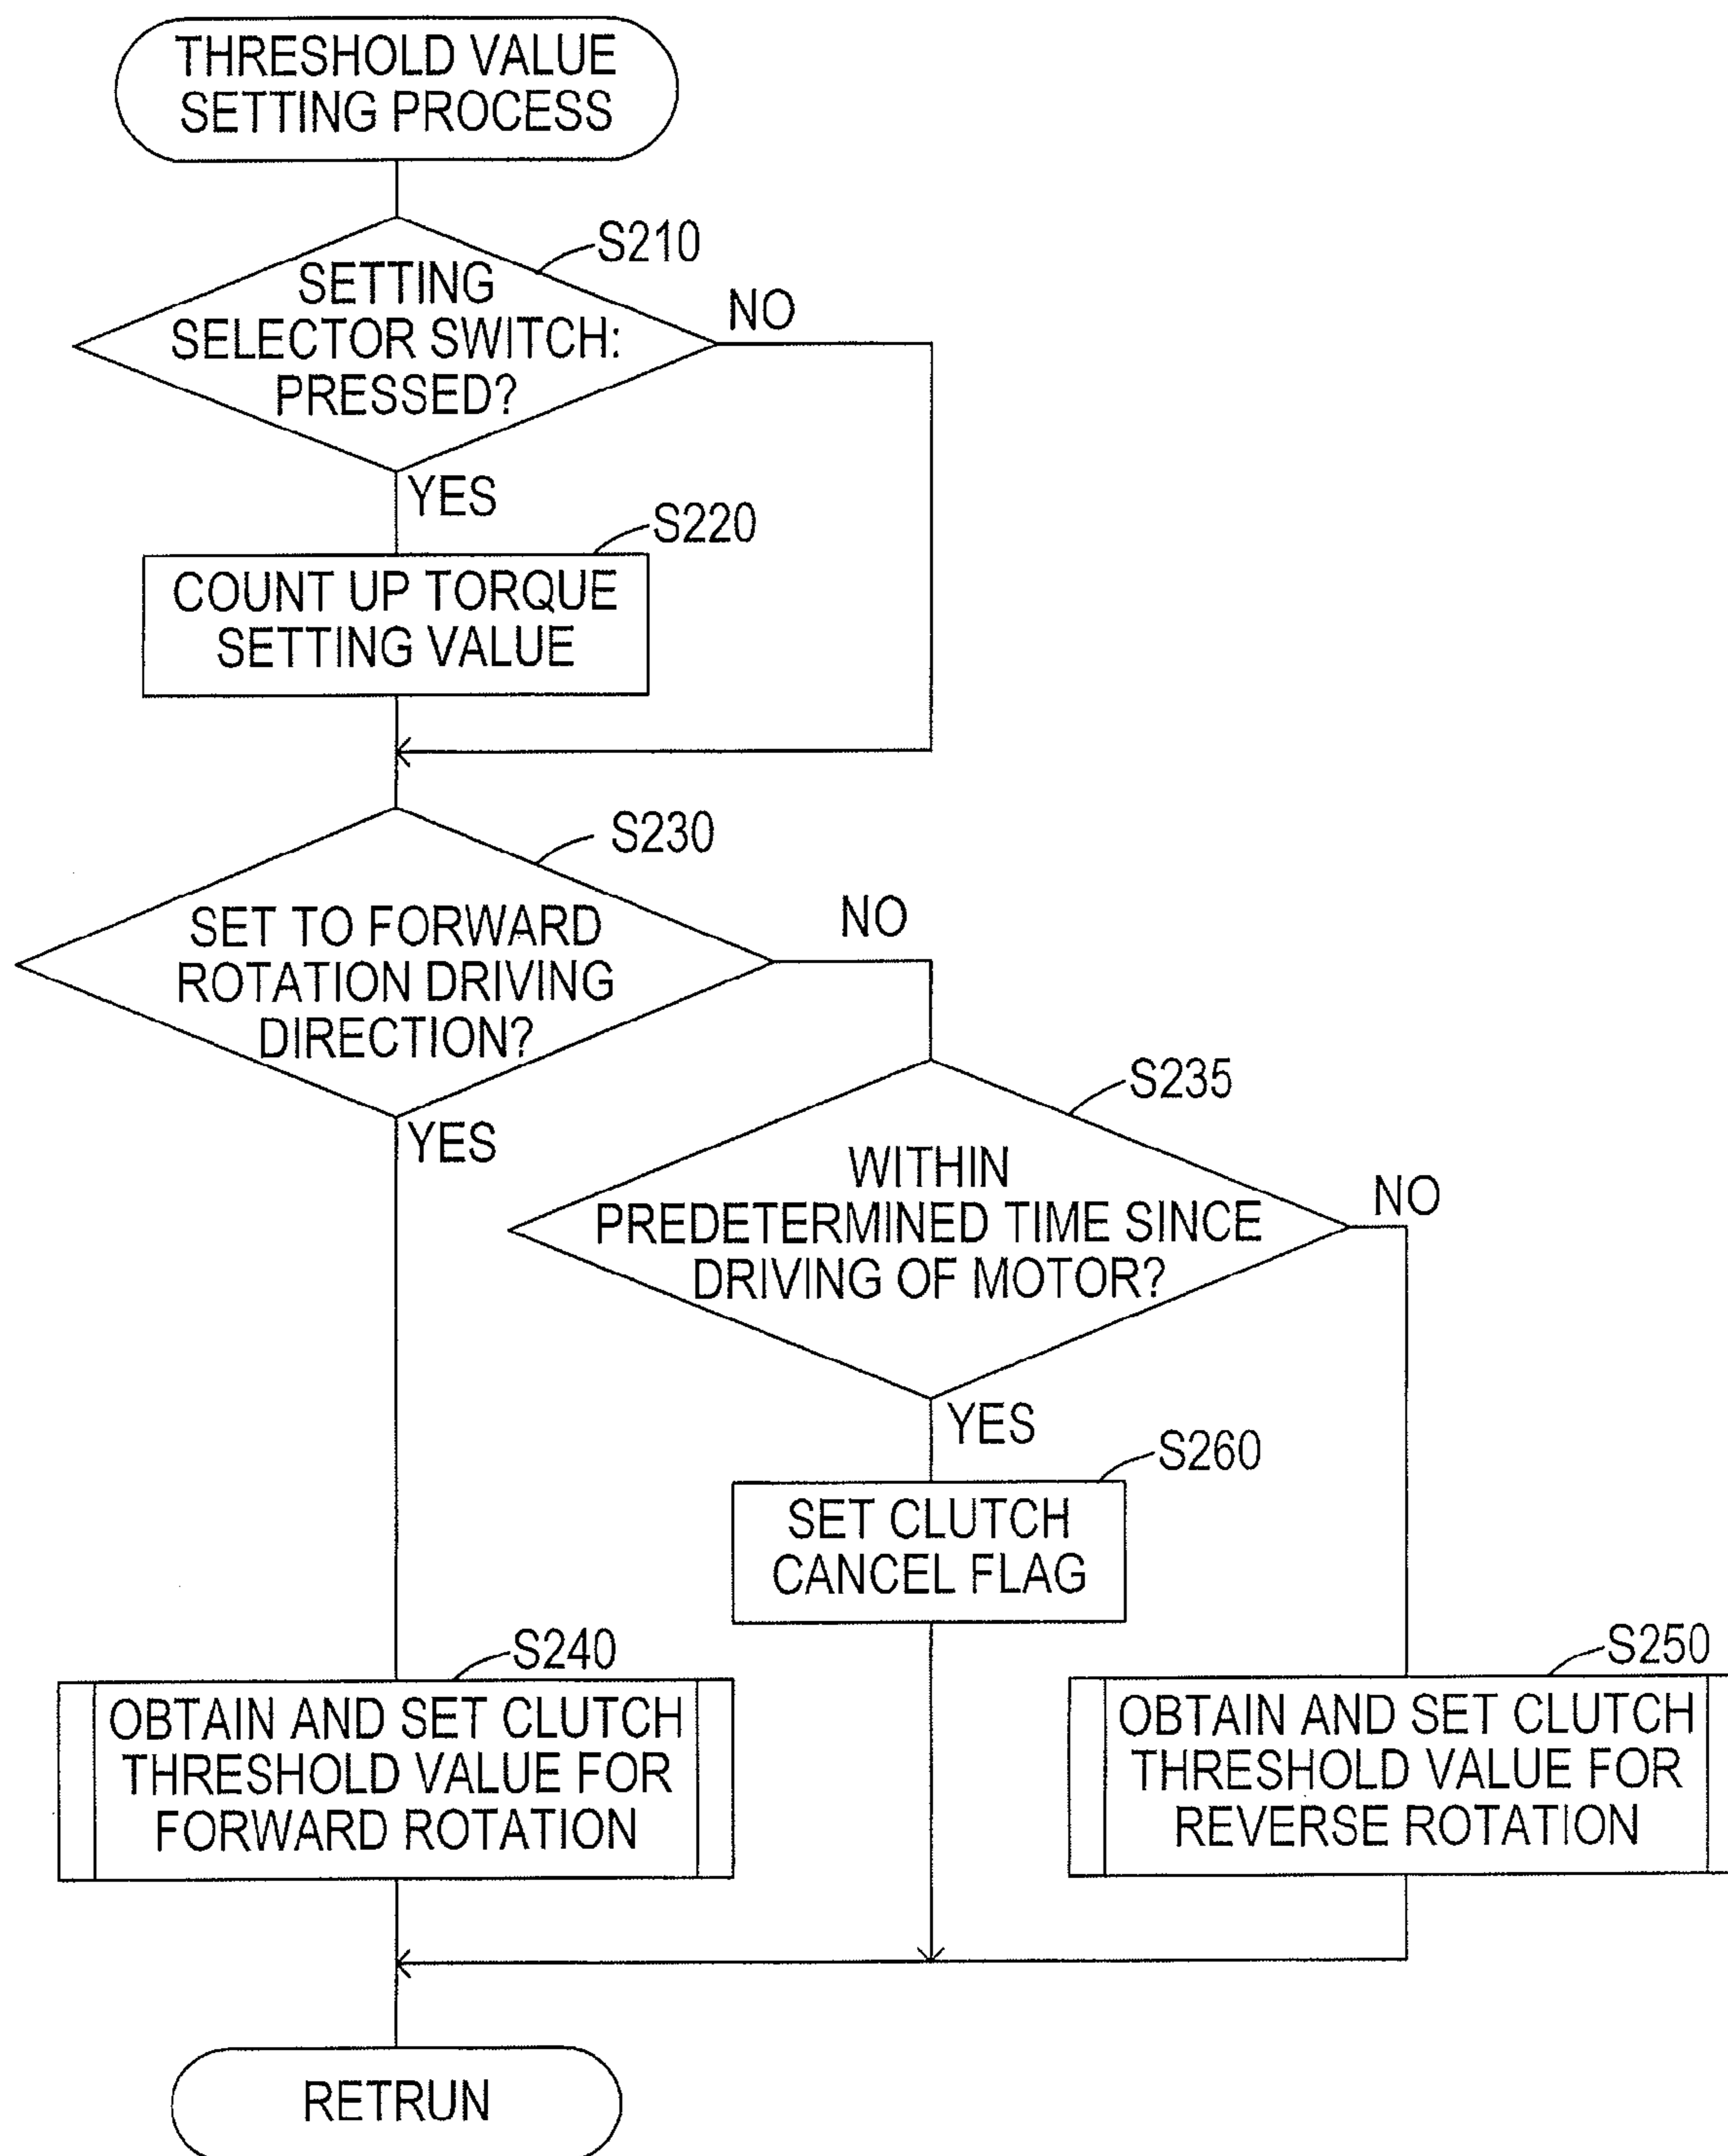 THRESHOLD VALUE
SETTING PROCESS
S210
SETTING
SELECTOR SWITCH:
PRESSED?
NO
YES
S220
COUNT UP TORQUE
SETTING VALUE
S230
SET TO FORWARD
ROTATION DRIVING
DIRECTION?
NO
YES
S235
WITHIN
PREDETERMINED TIME SINCE
DRIVING OF MOTOR?
NO
YES
S260
SET CLUTCH
CANCEL FLAG
S240
OBTAIN AND SET CLUTCH
THRESHOLD VALUE FOR
FORWARD ROTATION
S250
OBTAIN AND SET CLUTCH
THRESHOLD VALUE FOR
REVERSE ROTATION
RETRUN